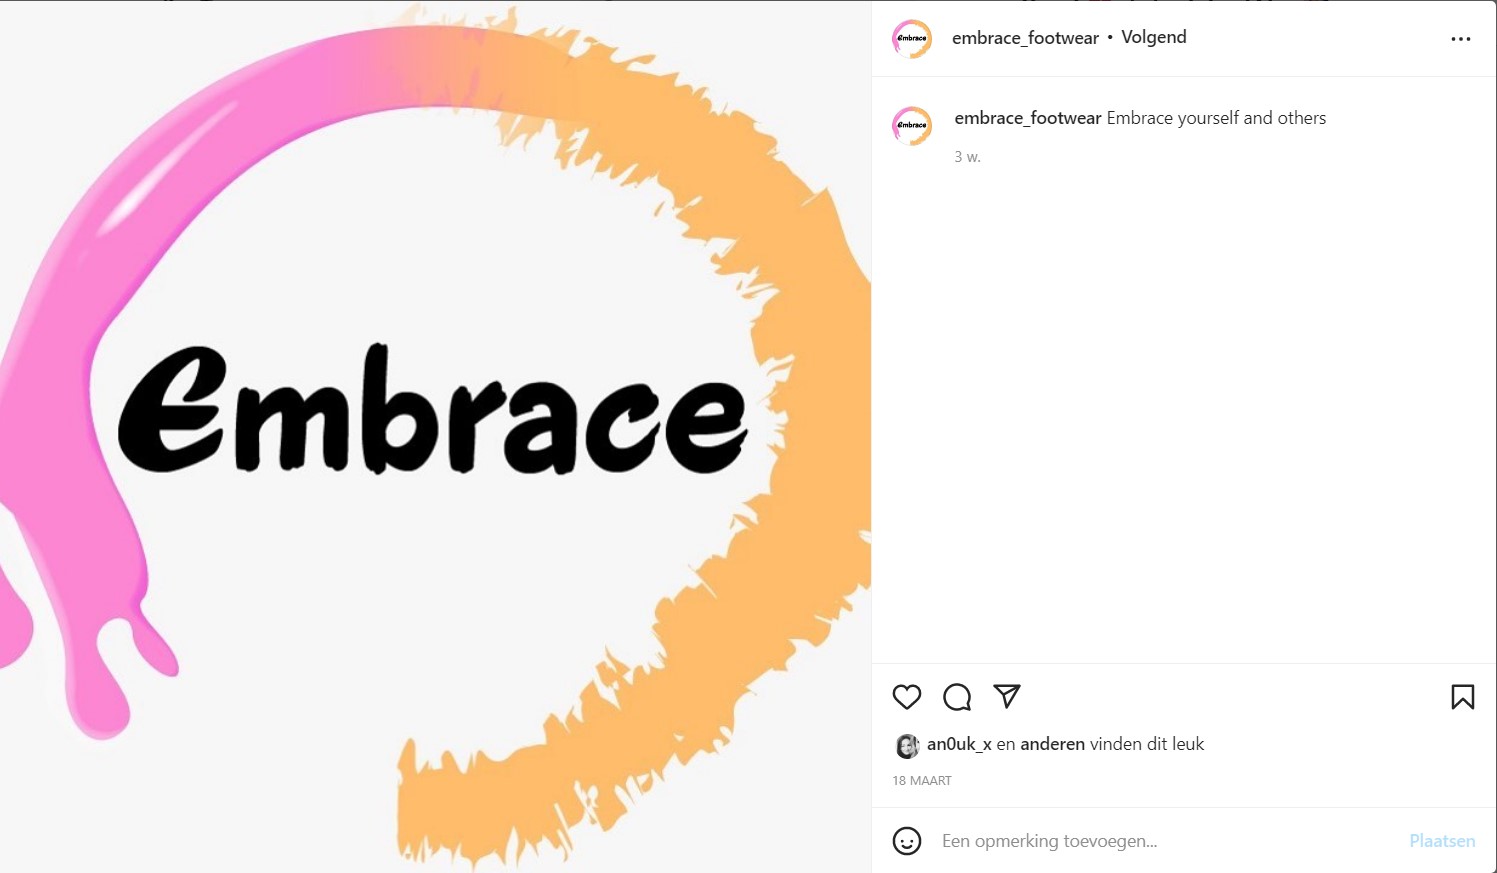 Embrace
Embrace
embrace_footwear • Volgend
Embrace
embrace_footwear Embrace yourself and others
3 w.
an0uk_x en anderen vinden dit leuk
18 MAART
Een opmerking toevoegen...
Plaatsen